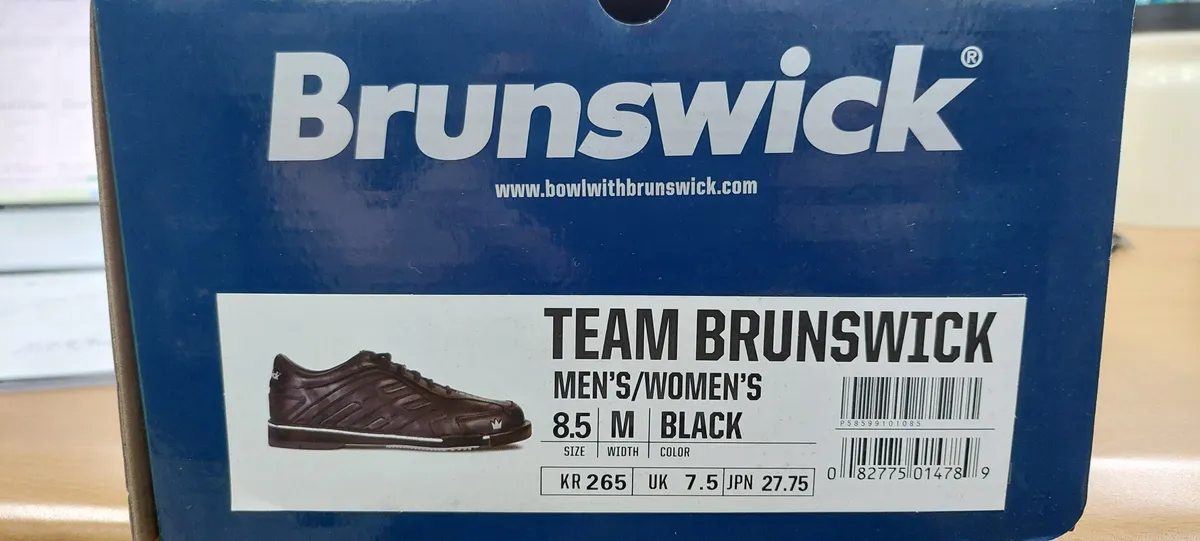 Brunswick®
www.bowlwithbrunswick.com
TEAM BRUNSWICK
MEN'S/WOMEN'S
8.5 M BLACK
SIZE WIDTH COLOR
KR 265 UK 7.5 JPN 27.75
P58599101085
0 82775 01478 9